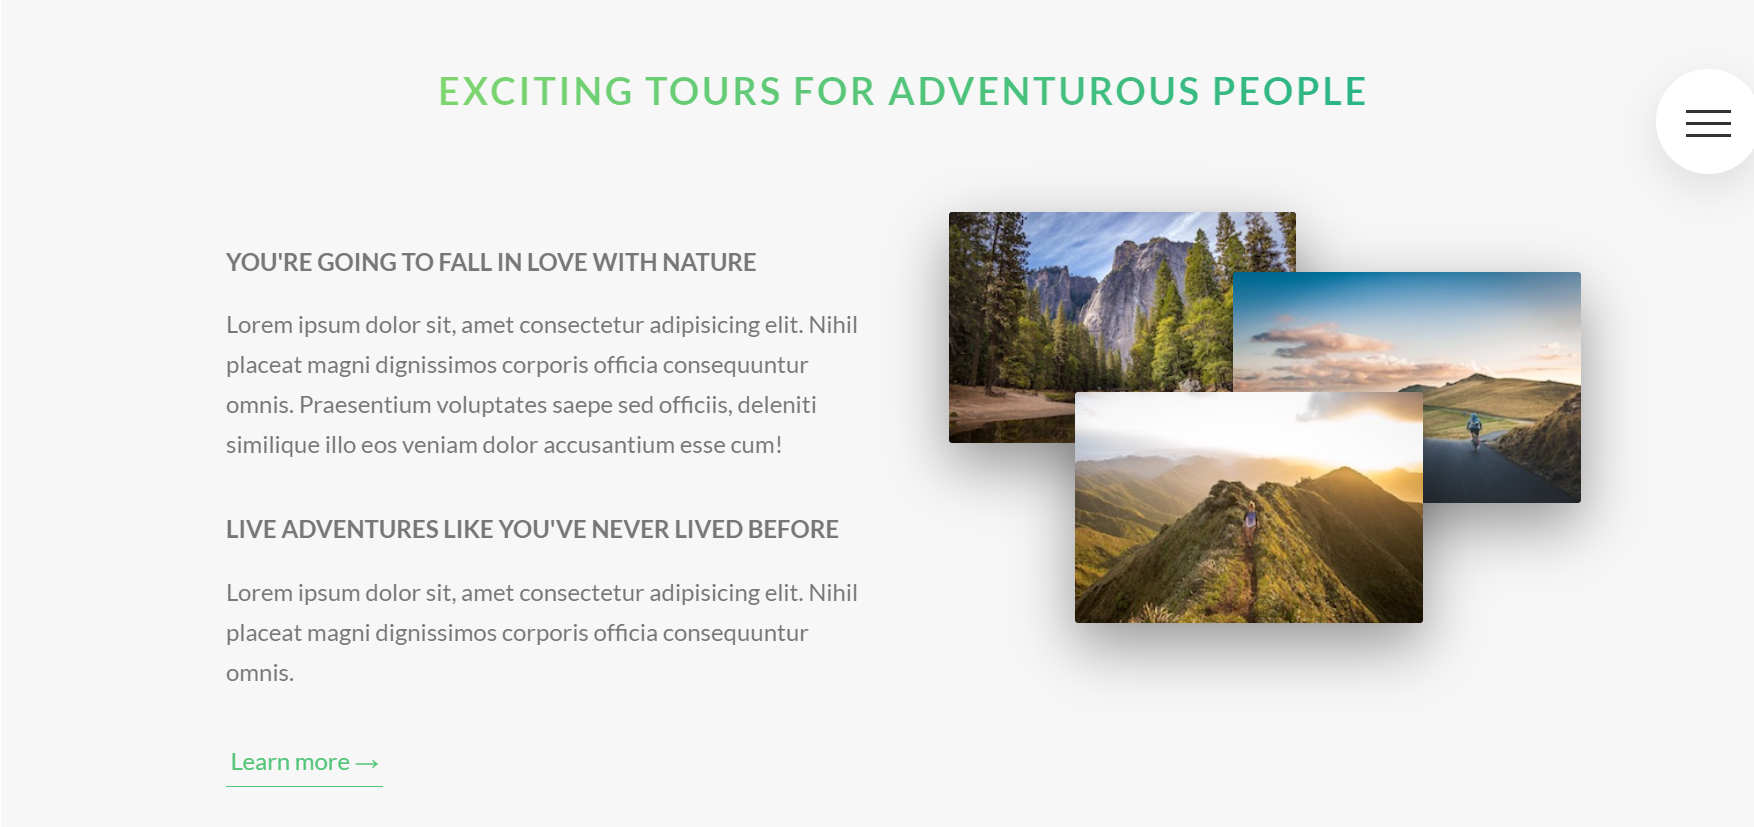 EXCITING TOURS FOR ADVENTUROUS PEOPLE
YOU'RE GOING TO FALL IN LOVE WITH NATURE
Lorem ipsum dolor sit, amet consectetur adipisicing elit. Nihil
placeat magni dignissimos corporis officia consequuntur
omnis. Praesentium voluptates saepe sed officiis, deleniti
similique illo eos veniam dolor accusantium esse cum!
LIVE ADVENTURES LIKE YOU'VE NEVER LIVED BEFORE
Lorem ipsum dolor sit, amet consectetur adipisicing elit. Nihil
placeat magni dignissimos corporis officia consequuntur
omnis.
Learn more →